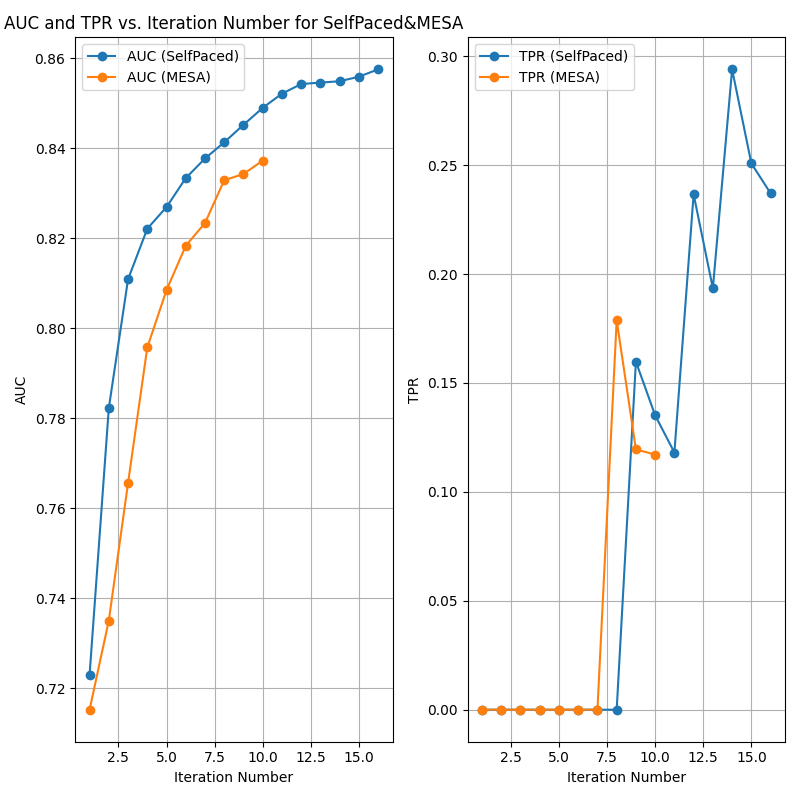 AUC and TPR vs. Iteration Number for SelfPaced&MESA
AUC (SelfPaced)
AUC (MESA)
0.86
0.84
0.82
0.80
0.78
0.76
0.74
0.72
AUC
2.5 5.0 7.5 10.0 12.5 15.0
Iteration Number
TPR (SelfPaced)
TPR (MESA)
0.30
0.25
0.20
0.15
0.10
0.05
0.00
TPR
2.5 5.0 7.5 10.0 12.5 15.0
Iteration Number